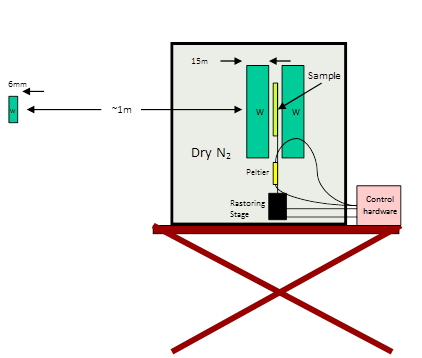 15m
Sample
6mm
W
~1m
W
W
Dry N₂
Peltier
Rastoring
Stage
Control
hardware